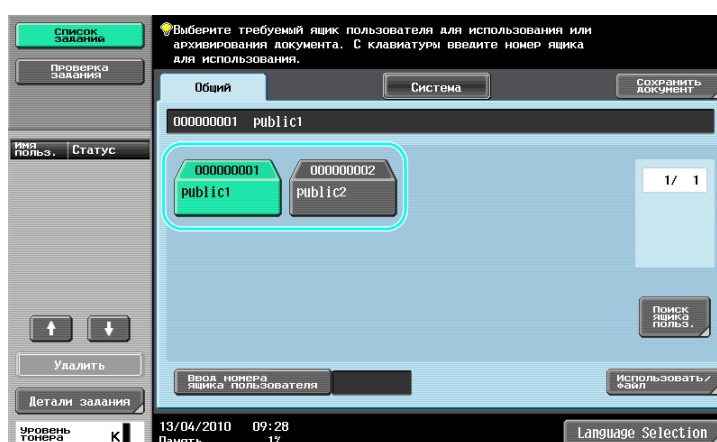 Список
заданий
Проверка
задания
Имя
польз.
Статус
Удалить
Детали задания
Уровень
тонера
K
Выберите требуемый ящик пользователя для использования или
архивирования документа. С клавиатуры введите номер ящика
для использования.
Общий
Система
Сохранить
документ
000000001 public1
000000001
public1
000000002
public2
1/ 1
Поиск
ящика
польз.
Ввод номера
ящика пользователя
Использовать/
файл
13/04/2010 09:28
Память 1%
Language Selection